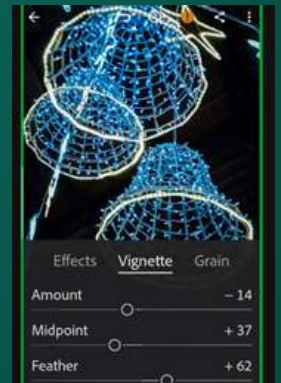 Effects Vignette Grain
Amount − 14
Midpoint + 37
Feather + 62